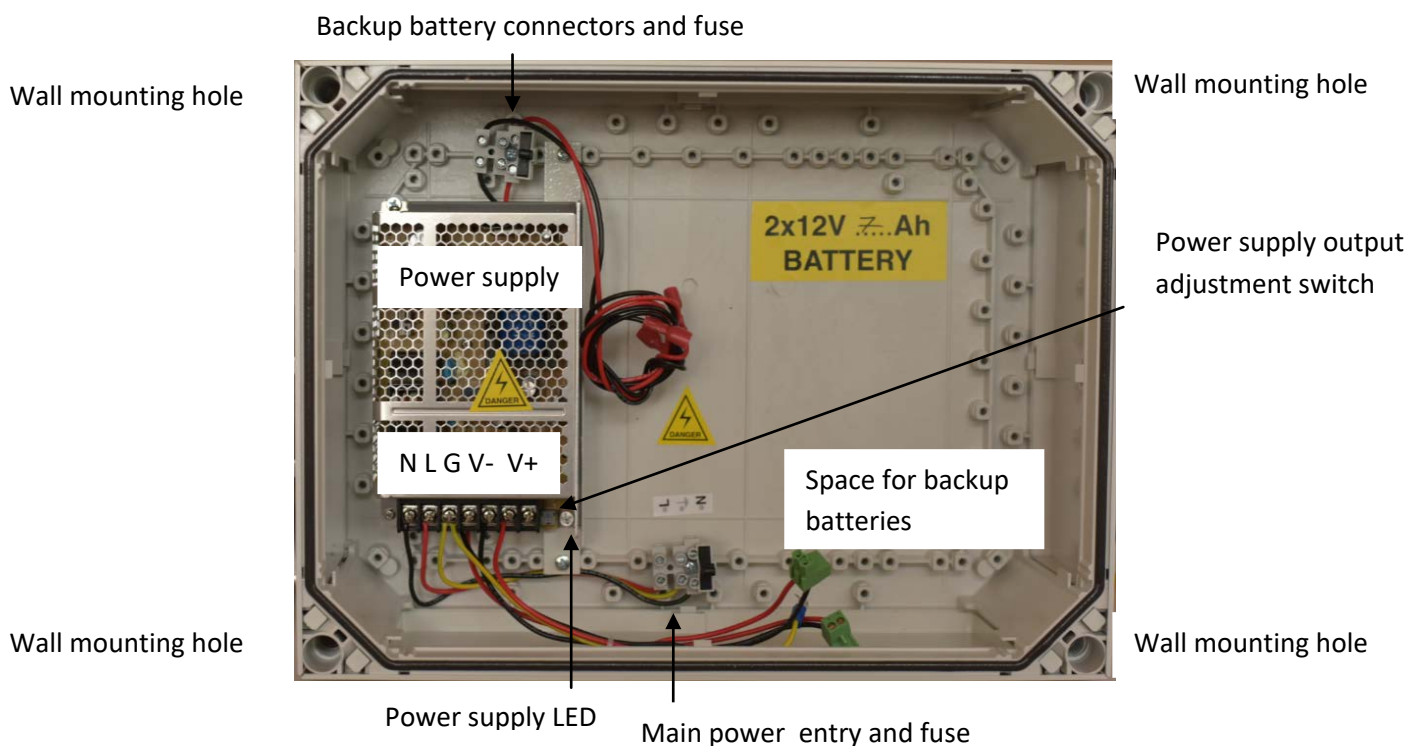 Backup battery connectors and fuse
Wall mounting hole
Wall mounting hole
2x12V 7 Ah
BATTERY
Power supply output
adjustment switch
Power supply
DANGER
DANGER
N L G V- V+
Space for backup
batteries
L
N
Wall mounting hole
Wall mounting hole
Power supply LED
Main power entry and fuse